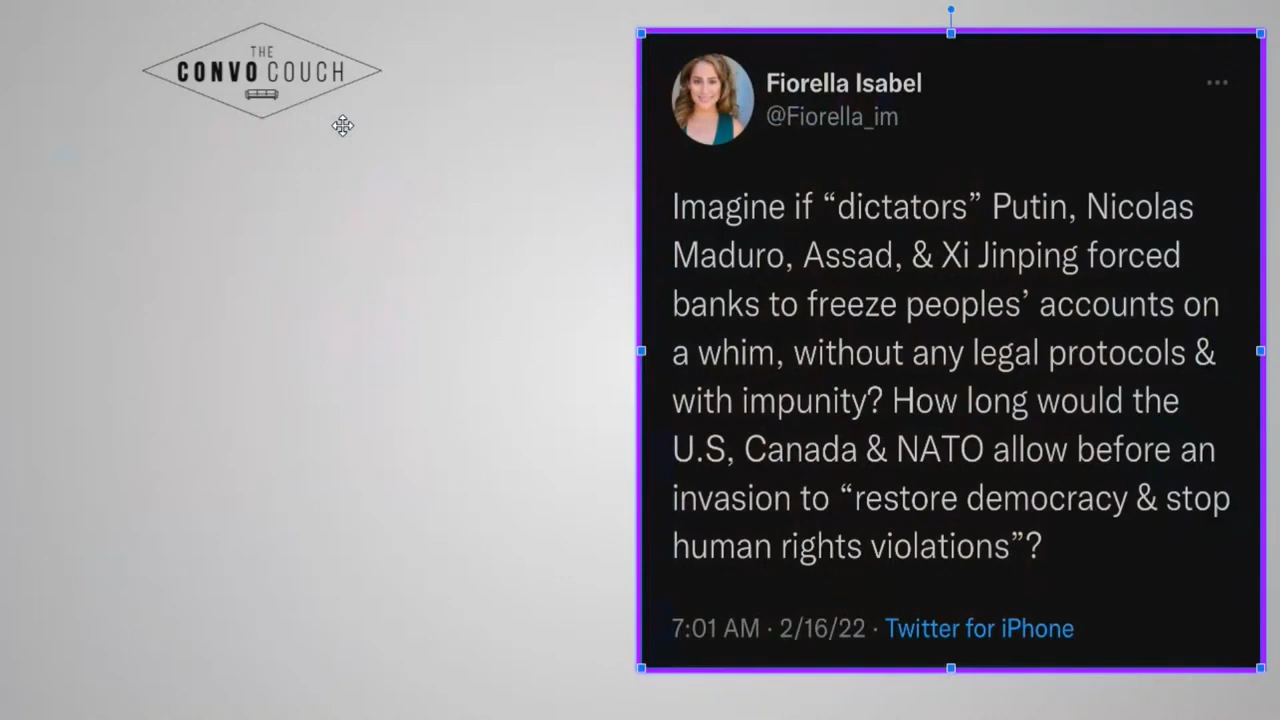 THE
CONVO COUCH
Fiorella Isabel
@Fiorella_im
Imagine if “dictators” Putin, Nicolas
Maduro, Assad, & Xi Jinping forced
banks to freeze peoples’ accounts on
a whim, without any legal protocols &
with impunity? How long would the
U.S, Canada & NATO allow before an
invasion to “restore democracy & stop
human rights violations”?
7:01 AM · 2/16/22 · Twitter for iPhone